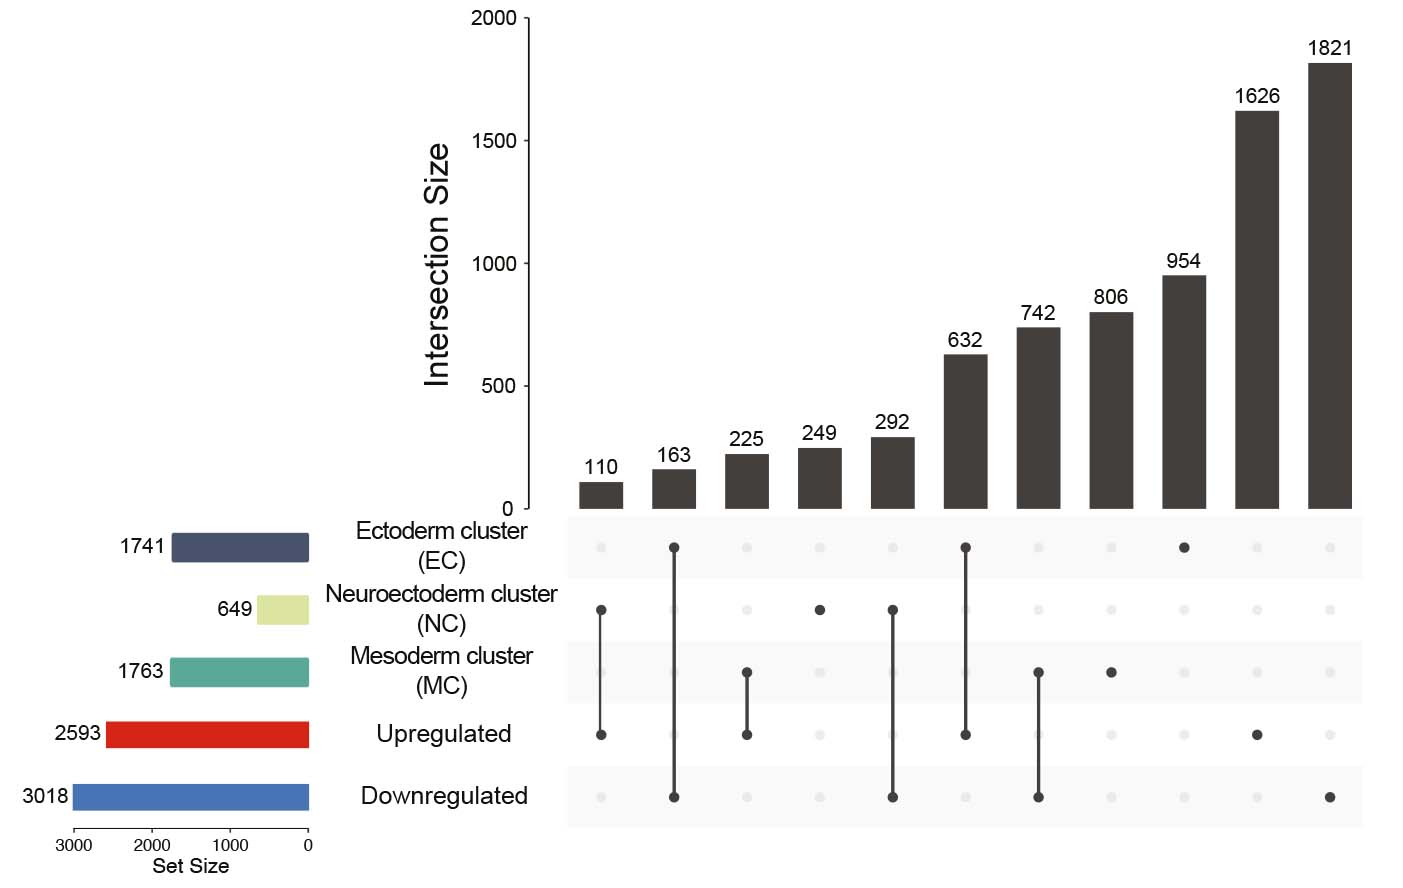 2000
1500
1000
500
0
Intersection Size
110
163
225
249
292
632
742
806
954
1626
1821
1741
Ectoderm cluster
(EC)
649
Neuroectoderm cluster
(NC)
1763
Mesoderm cluster
(MC)
2593
Upregulated
3018
Downregulated
3000 2000 1000 0
Set Size